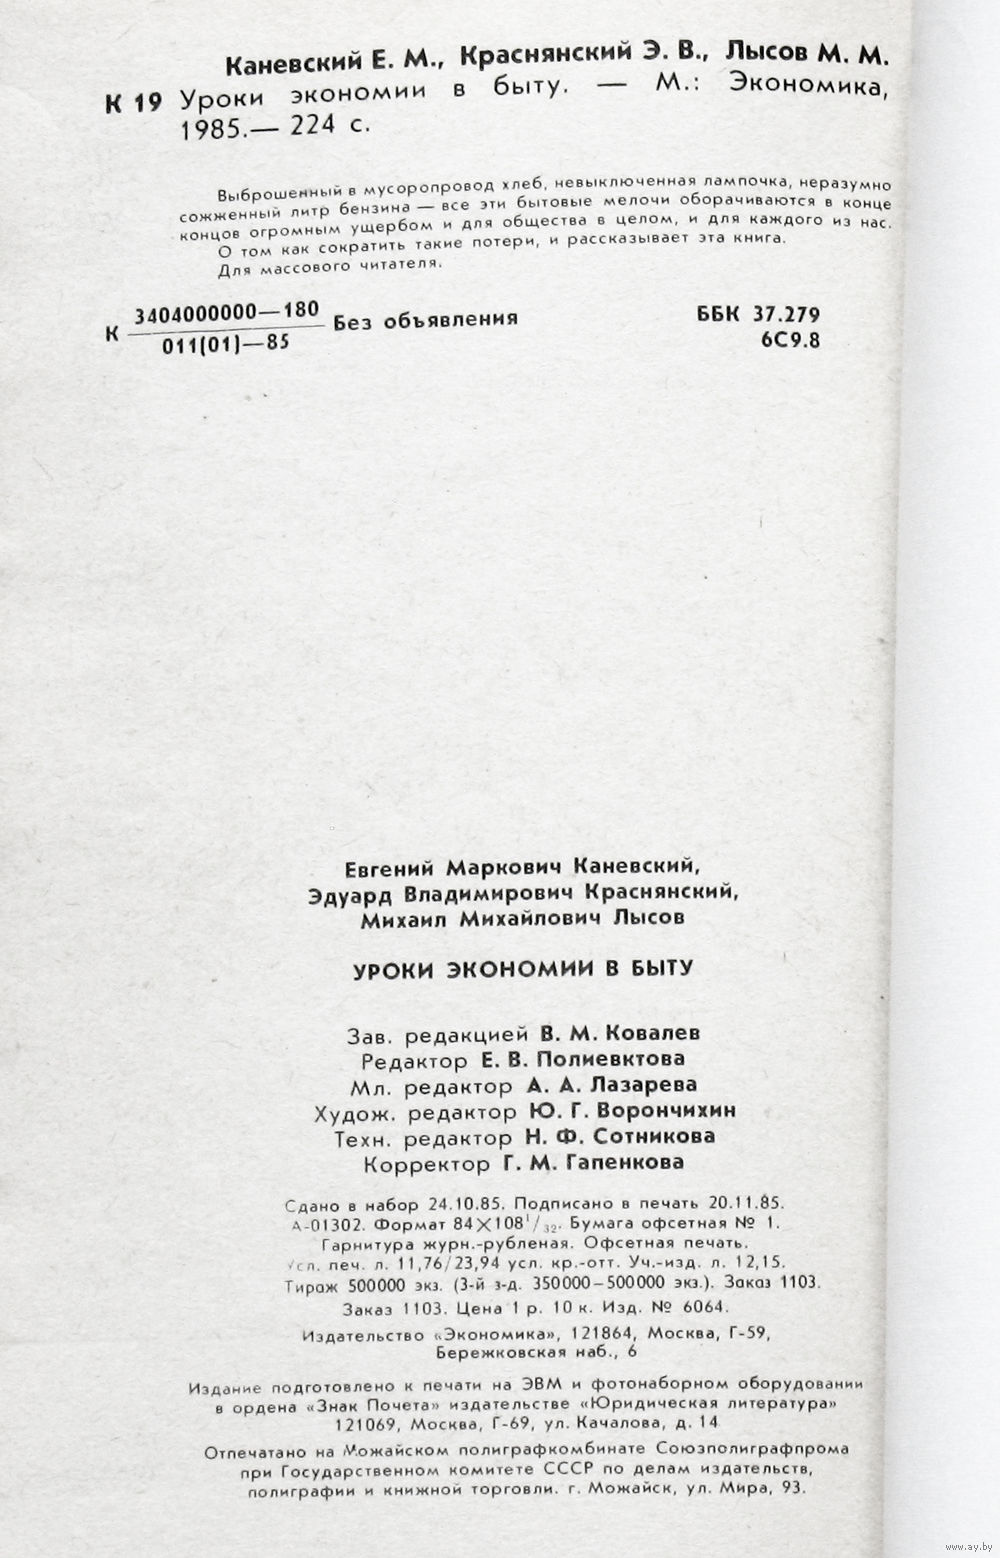 Каневский Е. М., Краснянский Э. В., Лысов М. М.
К 19 Уроки экономии в быту. — М.: Экономика,
1985.— 224 с.
Выброшенный в мусоропровод хлеб, невыключенная лампочка, неразумно
сожженный литр бензина — все эти бытовые мелочи оборачиваются в конце
концов огромным ущербом и для общества в целом, и для каждого из нас.
О том как сократить такие потери, и рассказывает эта книга.
Для массового читателя.
К 3404000000—180 Без объявления ББК 37.279
011(01)—85 6С9.8
Евгений Маркович Каневский,
Эдуард Владимирович Краснянский,
Михаил Михайлович Лысов
УРОКИ ЭКОНОМИИ В БЫТУ
Зав. редакцией В. М. Ковалев
Редактор Е. В. Полиевктова
Мл. редактор А. А. Лазарева
Худож. редактор Ю. Г. Ворончихин
Техн. редактор Н. Ф. Сотникова
Корректор Г. М. Гапенкова
Сдано в набор 24.10.85. Подписано в печать 20.11.85.
А-01302. Формат 84×108¹/₃₂. Бумага офсетная № 1.
Гарнитура журн.-рубленая. Офсетная печать.
Усл. печ. л. 11,76/23,94 усл. кр.-отт. Уч.-изд. л. 12,15.
Тираж 500000 экз. (3-й з-д. 350000—500000 экз.). Заказ 1103.
Заказ 1103. Цена 1 р. 10 к. Изд. № 6064.
Издательство «Экономика», 121864, Москва, Г-59,
Бережковская наб., 6
Издание подготовлено к печати на ЭВМ и фотонаборном оборудовании
в ордена «Знак Почета» издательстве «Юридическая литература»
121069, Москва, Г-69, ул. Качалова, д. 14
Отпечатано на Можайском полиграфкомбинате Союзполиграфпрома
при Государственном комитете СССР по делам издательств,
полиграфии и книжной торговли. г. Можайск, ул. Мира, 93.
www.ay.by